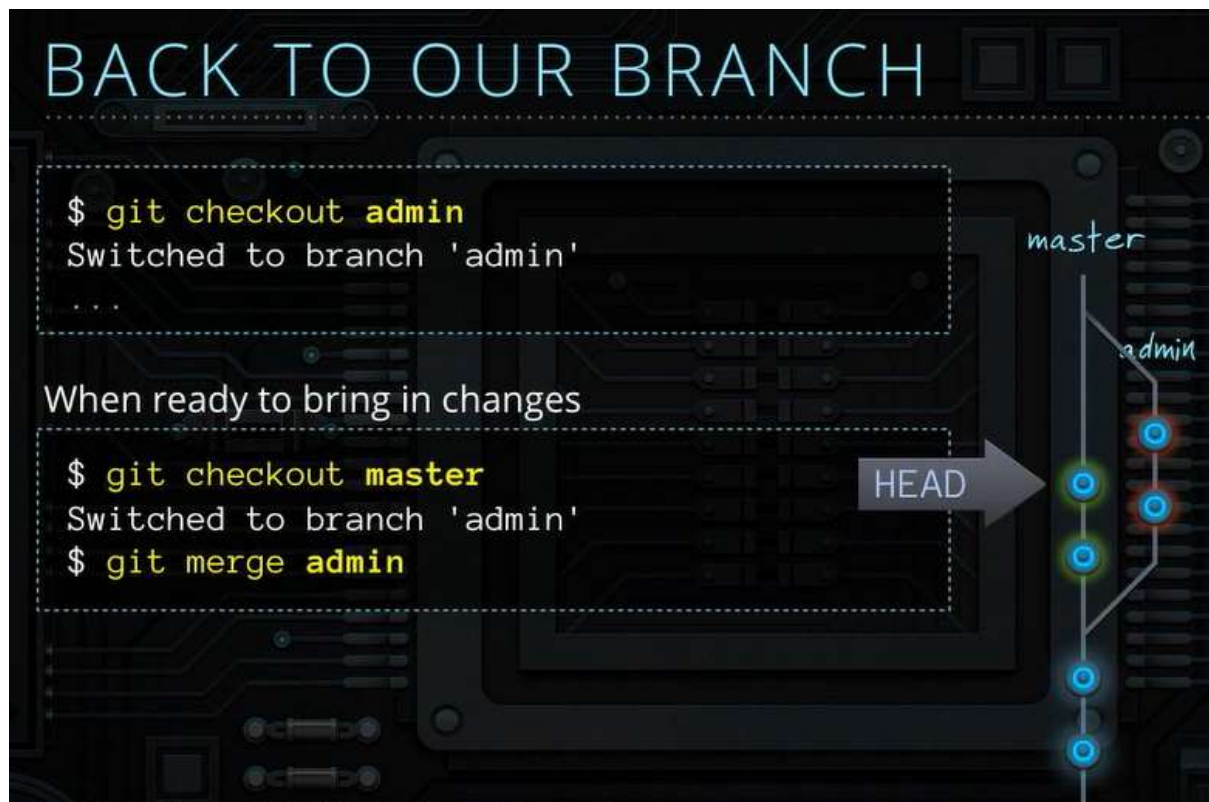 BACK TO OUR BRANCH
$ git checkout admin
Switched to branch 'admin'
...
When ready to bring in changes
$ git checkout master
Switched to branch 'admin'
$ git merge admin
master
admin
HEAD